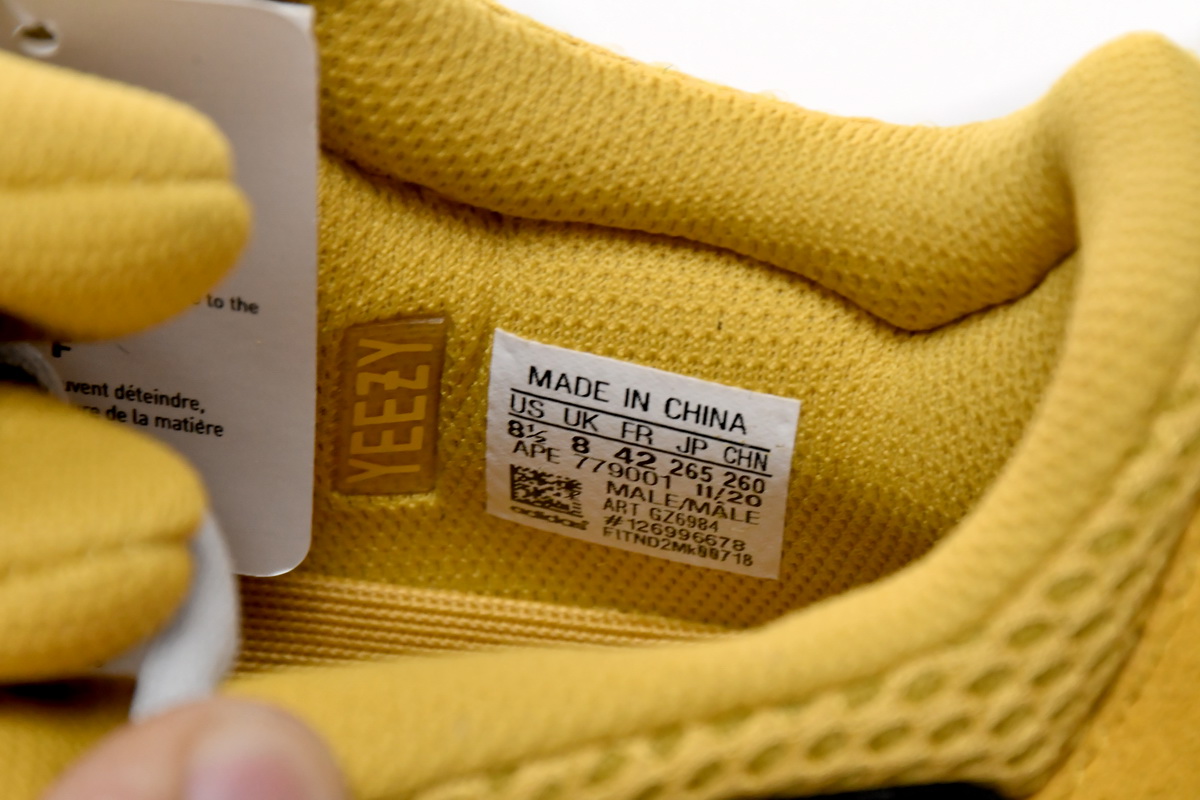 to the
uvent déteindre,
re de la matière
YEEZY
MADE IN CHINA
US UK FR JP CHN
8½ 8 42 265 260
APE 779001 11/20
MALE/MÂLE
ART GZ6984
#126996678
F1TND2Mk00718
adidas